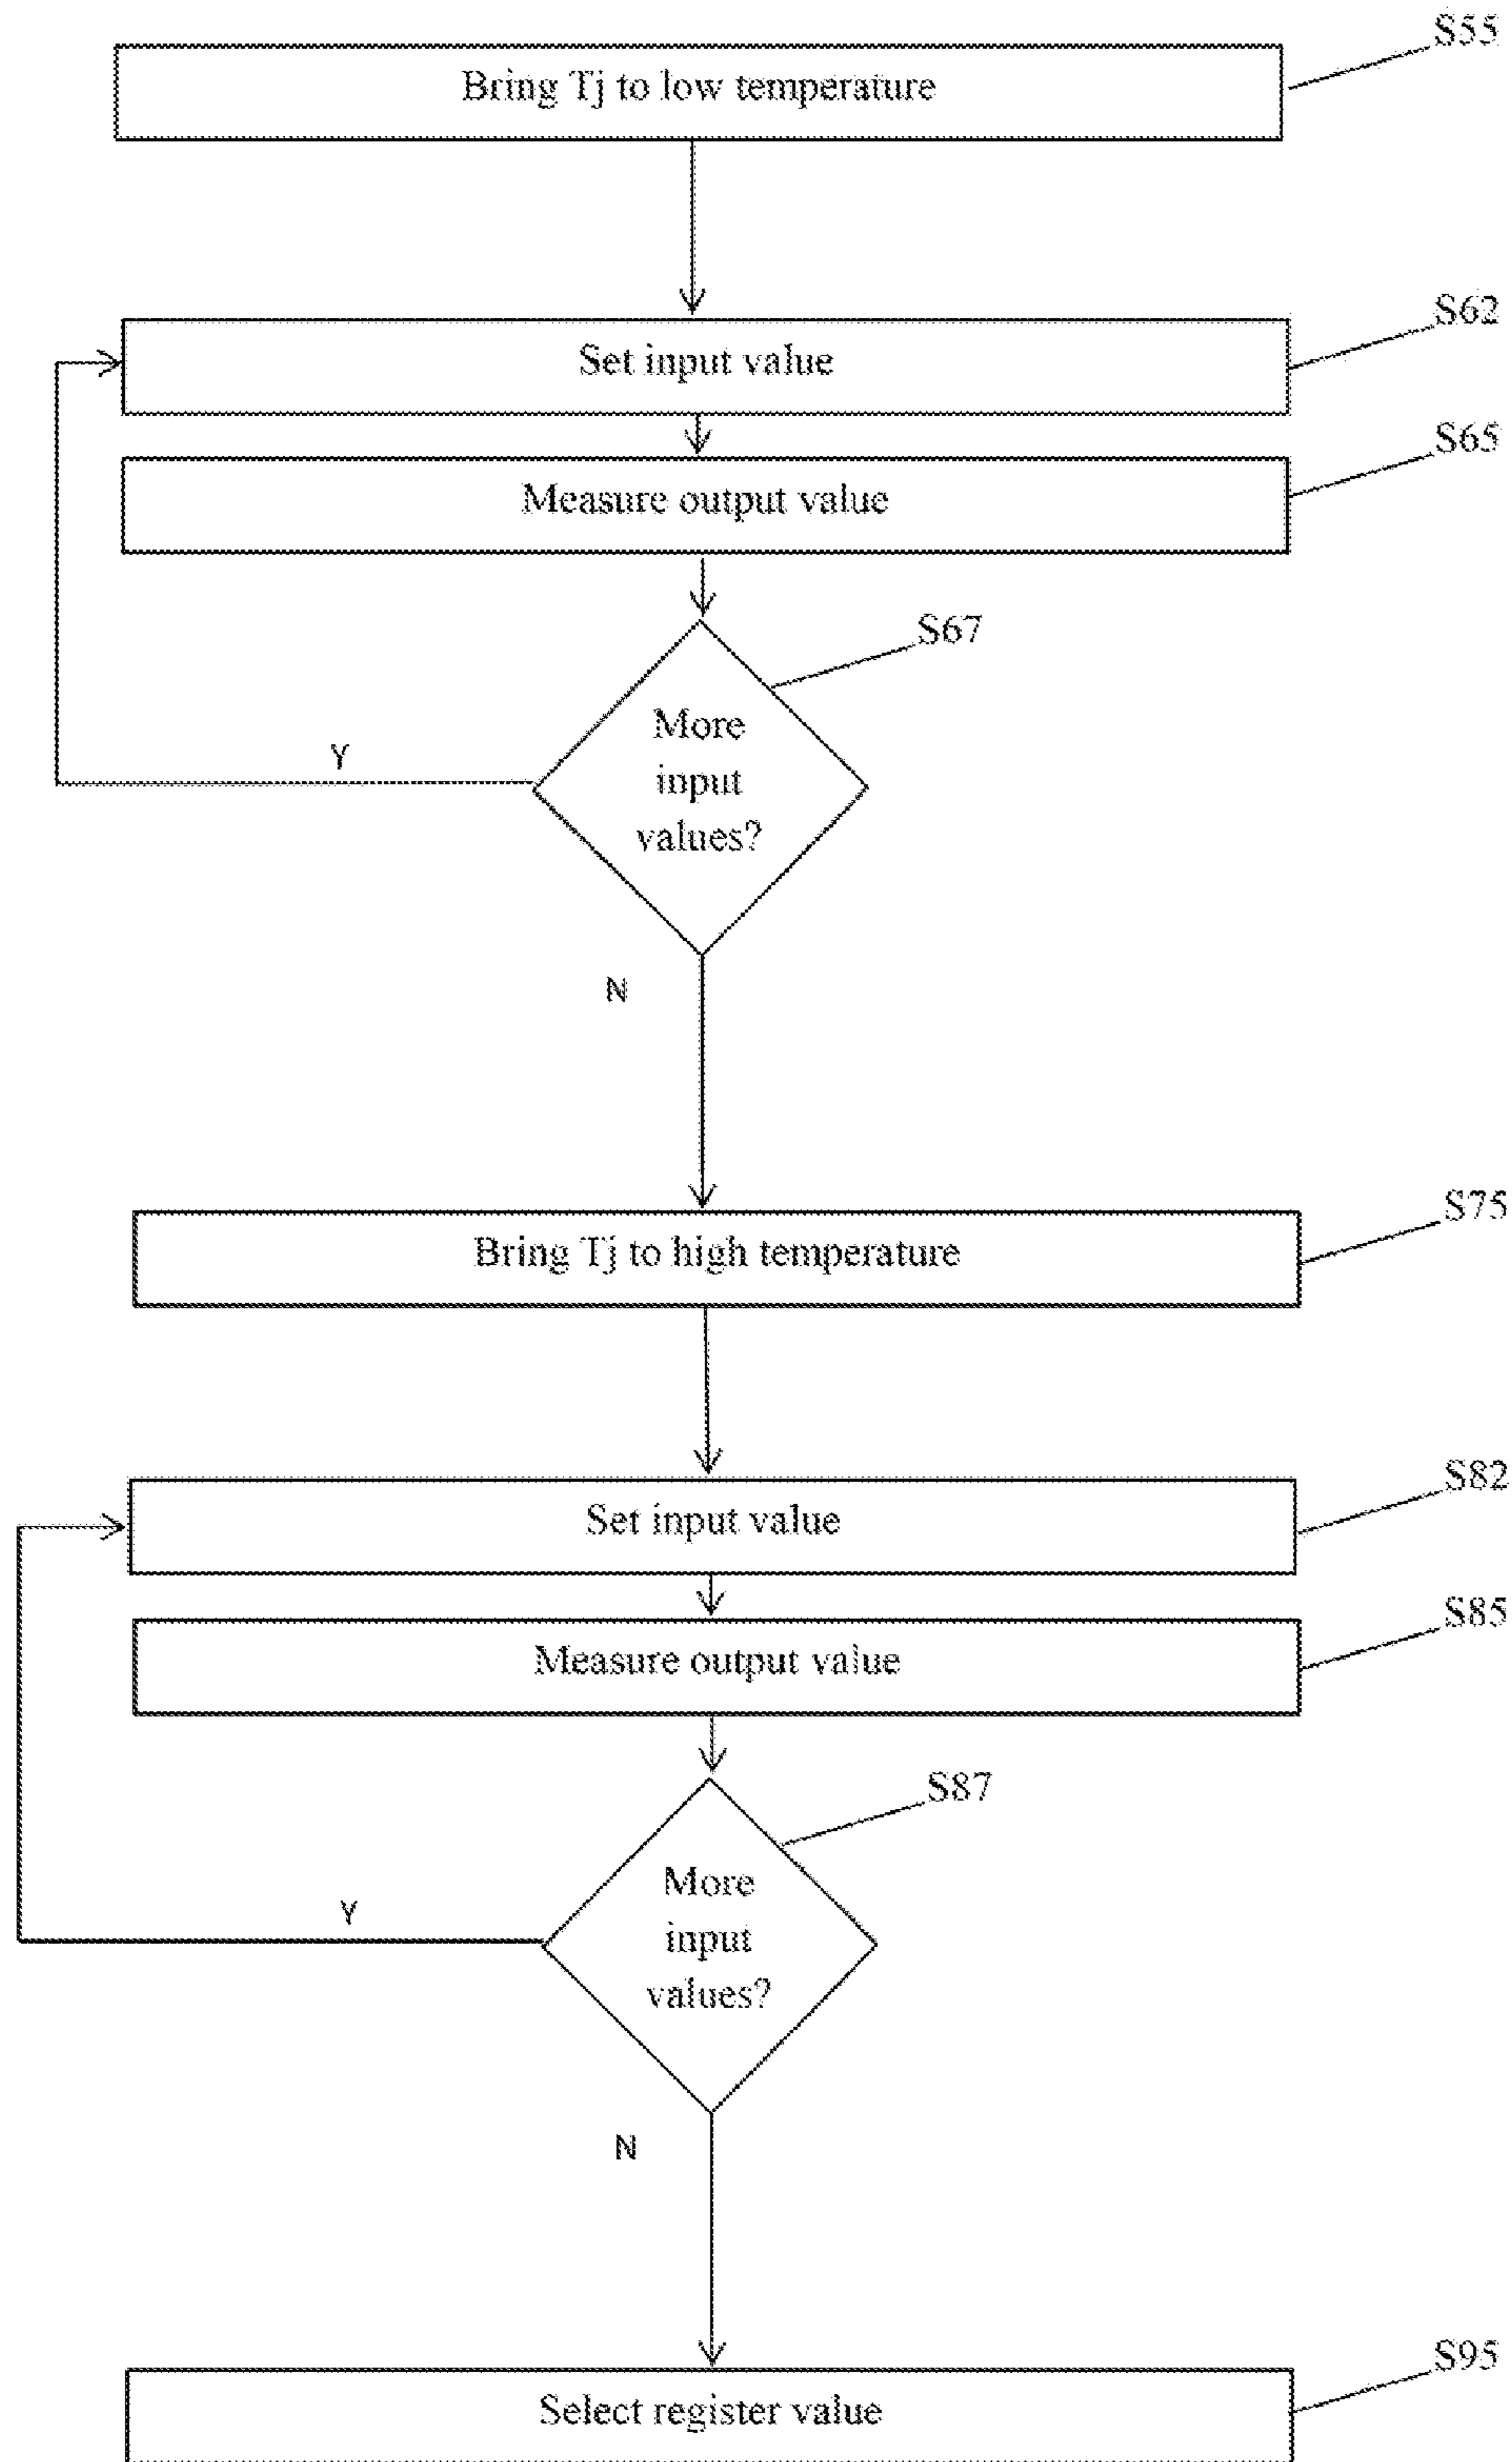 S55
Bring Tj to low temperature
S62
Set input value
S65
Measure output value
S67
More
input
values?
Y
N
S75
Bring Tj to high temperature
S82
Set input value
S85
Measure output value
S87
More
input
values?
Y
N
S95
Select register value